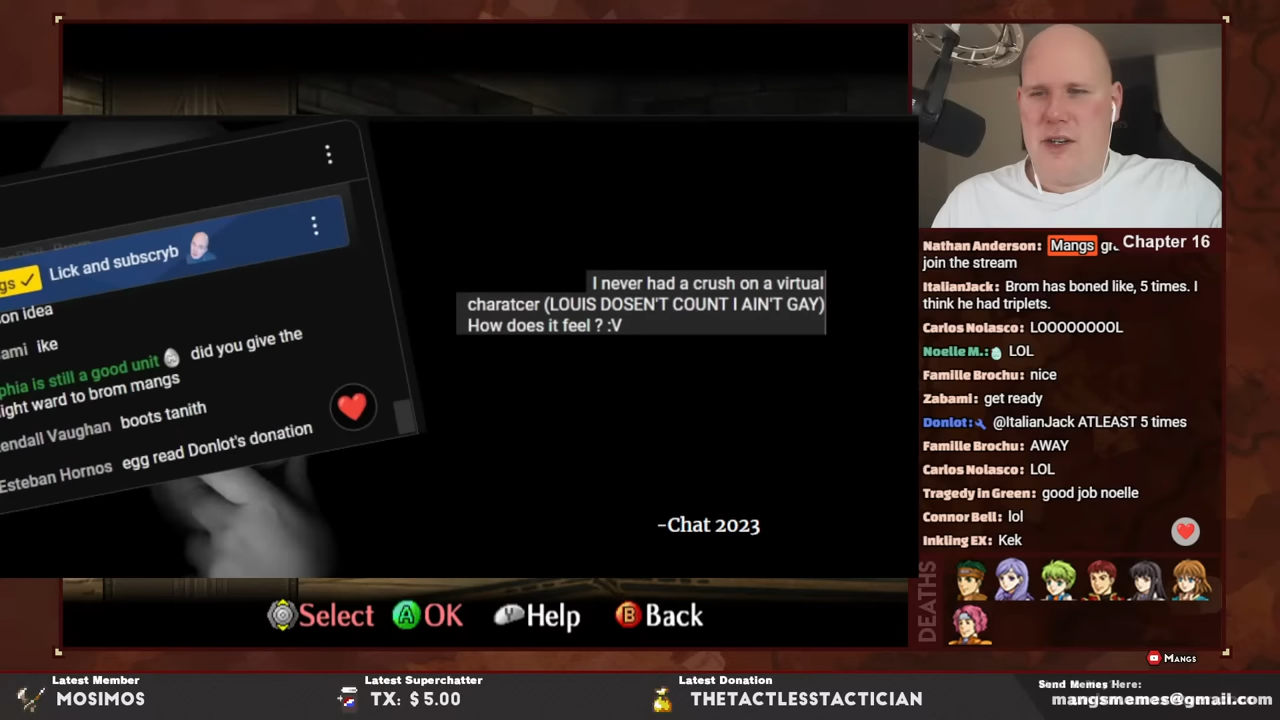 Lick and subscryb
gs
on idea
ami ike
phia is still a good unit did you give the
ight ward to brom mangs
endall Vaughan boots tanith
Esteban Hornos egg read Donlot's donation
I never had a crush on a virtual
charatcer (LOUIS DOSEN'T COUNT I AIN'T GAY)
How does it feel ? :V
-Chat 2023
Select A OK Y Help B Back
Nathan Anderson: Mangs gr
Chapter 16
join the stream
ItalianJack: Brom has boned like, 5 times. I
think he had triplets.
Carlos Nolasco: LOOOOOOOL
Noelle M.: LOL
Famille Brochu: nice
Zabami: get ready
Donlot: @ItalianJack ATLEAST 5 times
Famille Brochu: AWAY
Carlos Nolasco: LOL
Tragedy in Green: good job noelle
Connor Bell: lol
Inkling EX: Kek
DEATHS
MANGS
Latest Member
MOSIMOS
Latest Superchatter
TX: $5.00
Latest Donation
THETACTLESSTACTICIAN
Send Memes Here:
mangsmemes@gmail.com